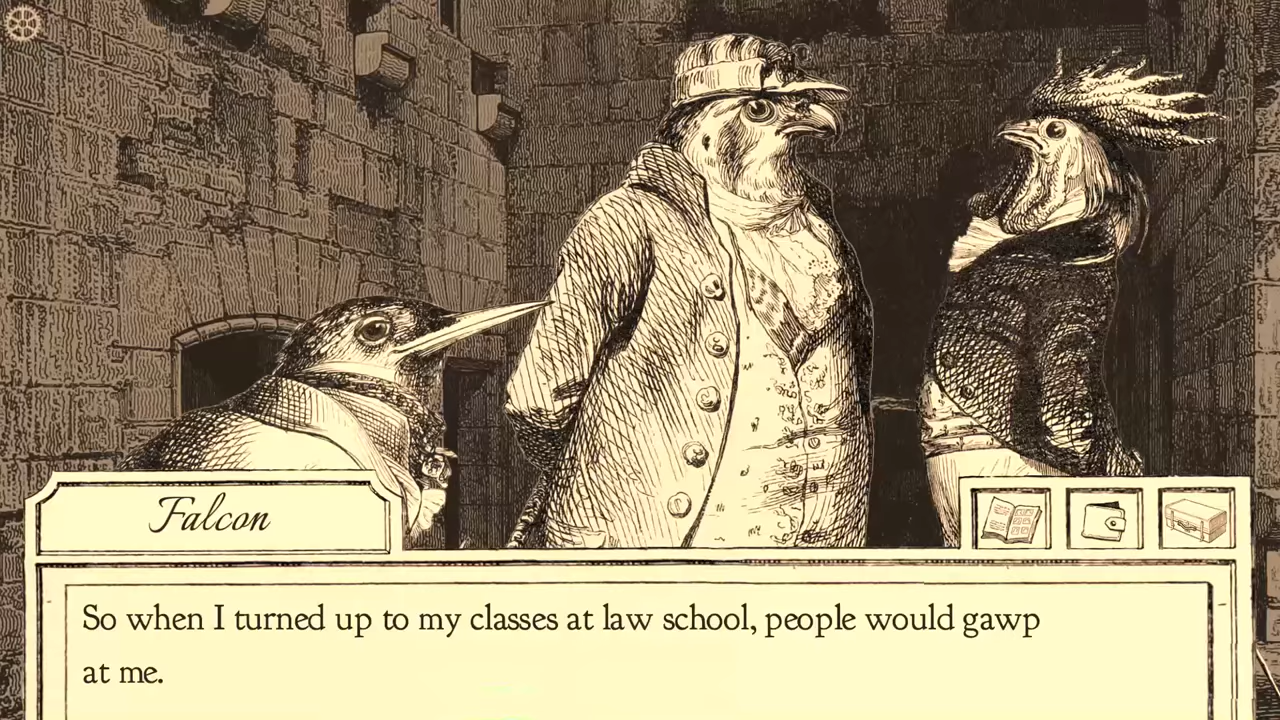 Falcon
So when I turned up to my classes at law school, people would gawp
at me.